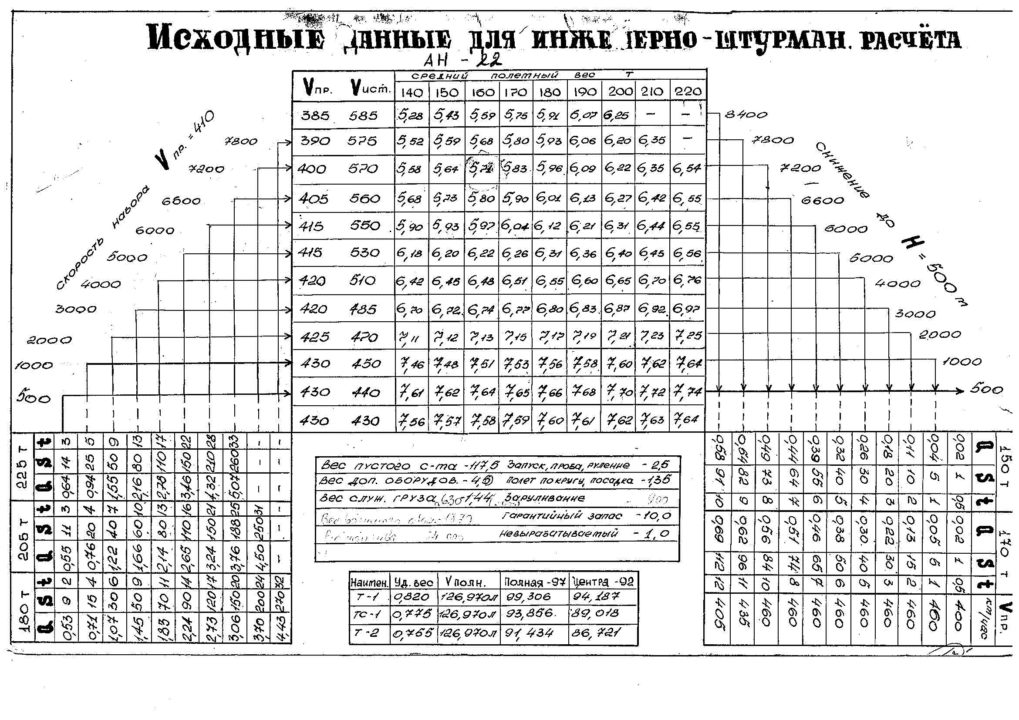 ИСХОДНЫЕ ДАННЫЕ ДЛЯ ИНЖЕНЕРНО-ШТУРМАН. РАСЧЁТА
АН - 22
Vпр. Vист. средний полетный вес т
140 150 160 170 180 190 200 210 220
385 585 5,28 5,43 5,59 5,75 5,91 6,07 6,25 — —
390 575 5,52 5,59 5,68 5,80 5,93 6,06 6,20 6,35 —
400 570 5,58 5,64 5,83 5,96 6,09 6,22 6,35 6,54
405 560 5,68 5,73 5,80 5,90 6,01 6,13 6,27 6,42 6,55
415 550 5,90 5,93 5,97 6,04 6,12 6,21 6,31 6,44 6,55
415 530 6,18 6,20 6,22 6,26 6,31 6,36 6,40 6,45 6,56
420 510 6,42 6,45 6,48 6,51 6,55 6,60 6,65 6,70 6,76
420 485 6,70 6,72 6,74 6,77 6,80 6,83 6,87 6,92 6,97
425 470 7,11 7,12 7,13 7,15 7,17 7,19 7,21 7,23 7,25
430 450 7,46 7,48 7,51 7,53 7,56 7,58 7,60 7,62 7,64
430 440 7,61 7,62 7,64 7,65 7,66 7,68 7,70 7,72 7,74
430 430 7,56 7,57 7,58 7,59 7,60 7,61 7,62 7,63 7,64
скорость набора Vпр. = 410
7800
7200
6600
6000
5000
4000
3000
2000
1000
500
снижение до H = 500 m
8400
7800
7200
6600
6000
5000
4000
3000
2000
1000
500
225 т
t 3 5 9 13 17 22 28 33 — —
S 14 25 50 80 110 150 210 260 — —
Q 0,64 0,94 1,55 2,16 2,78 3,46 4,32 5,07 — —
205 т
t 3 4 7 10 13 16 21 25 31 —
S 11 20 40 60 80 110 150 188 250 —
Q 0,55 0,76 1,22 1,66 2,14 2,65 3,24 3,76 4,50 —
180 т
t 2 4 6 9 11 14 17 20 24 32
S 9 15 30 50 70 90 120 150 200 270
Q 0,53 0,71 1,07 1,45 1,83 2,24 2,73 3,06 3,70 4,43
150 т
Q 0,58 0,51 0,49 0,44 0,39 0,32 0,26 0,18 0,11 0,04 0,02
S 91 82 73 64 55 40 30 20 10 5 1
t 10 9 8 7 6 5 4 3 2 1 0,5
170 т
Q 0,69 0,62 0,56 0,51 0,46 0,38 0,30 0,22 0,13 0,05 0,02
S 112 96 84 74 65 50 40 30 15 5 1
t 12 11 10 8 7 6 5 3 2 1 0,5
Vпр. км/час 405 435 460 460 460 460 460 460 460 460 400
Вес пустого с-та -117,5 Запуск, проба, руление - 2,5
Вес доп. оборудов. -4,5 Полет по кругу, посадка -13,5
Вес служ. груза Заруливание
Гарантийный запас -10,0
Невырабатываемый - 1,0
Наимен. Уд. вес V полн. Полная -97 Центра -92
Т-1 0,820 126,970л 99,306 94,187
ТС-1 0,775 126,970л 93,856 89,018
Т-2 0,755 126,970л 91,434 86,721